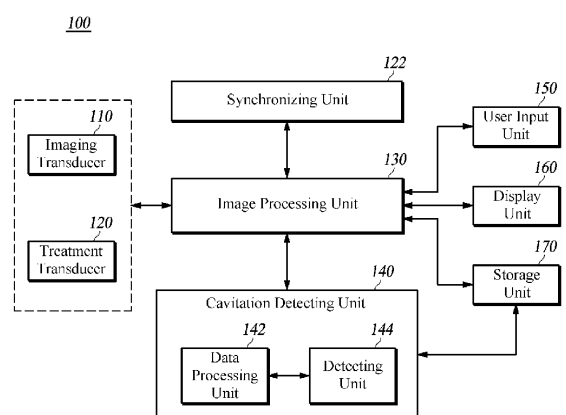 100
122
Synchronizing Unit
110
Imaging
Transducer
120
Treatment
Transducer
130
Image Processing Unit
150
User Input
Unit
160
Display
Unit
170
Storage
Unit
140
Cavitation Detecting Unit
142
Data
Processing
Unit
144
Detecting
Unit